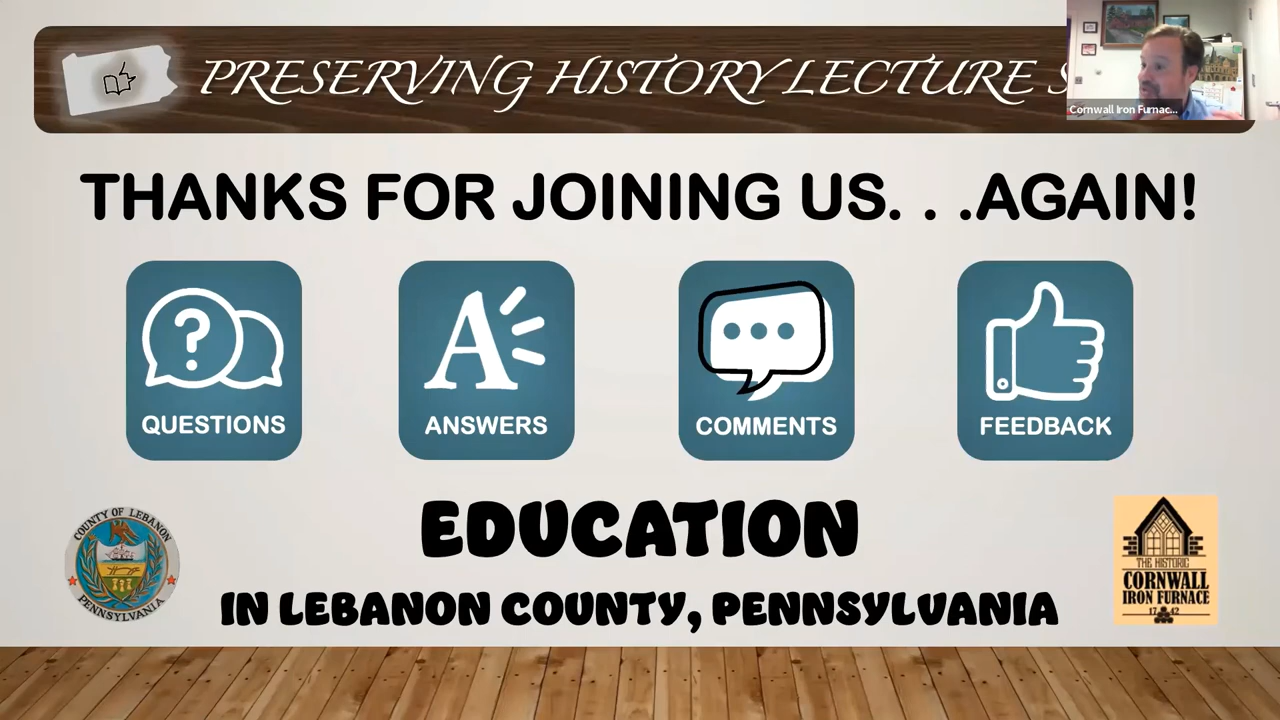 PRESERVING HISTORY LECTURE S
Cornwall Iron Furnac...
THANKS FOR JOINING US. . .AGAIN!
QUESTIONS
ANSWERS
COMMENTS
FEEDBACK
EDUCATION
IN LEBANON COUNTY, PENNSYLVANIA
COUNTY OF LEBANON
PENNSYLVANIA
THE HISTORIC
CORNWALL
IRON FURNACE
17 42